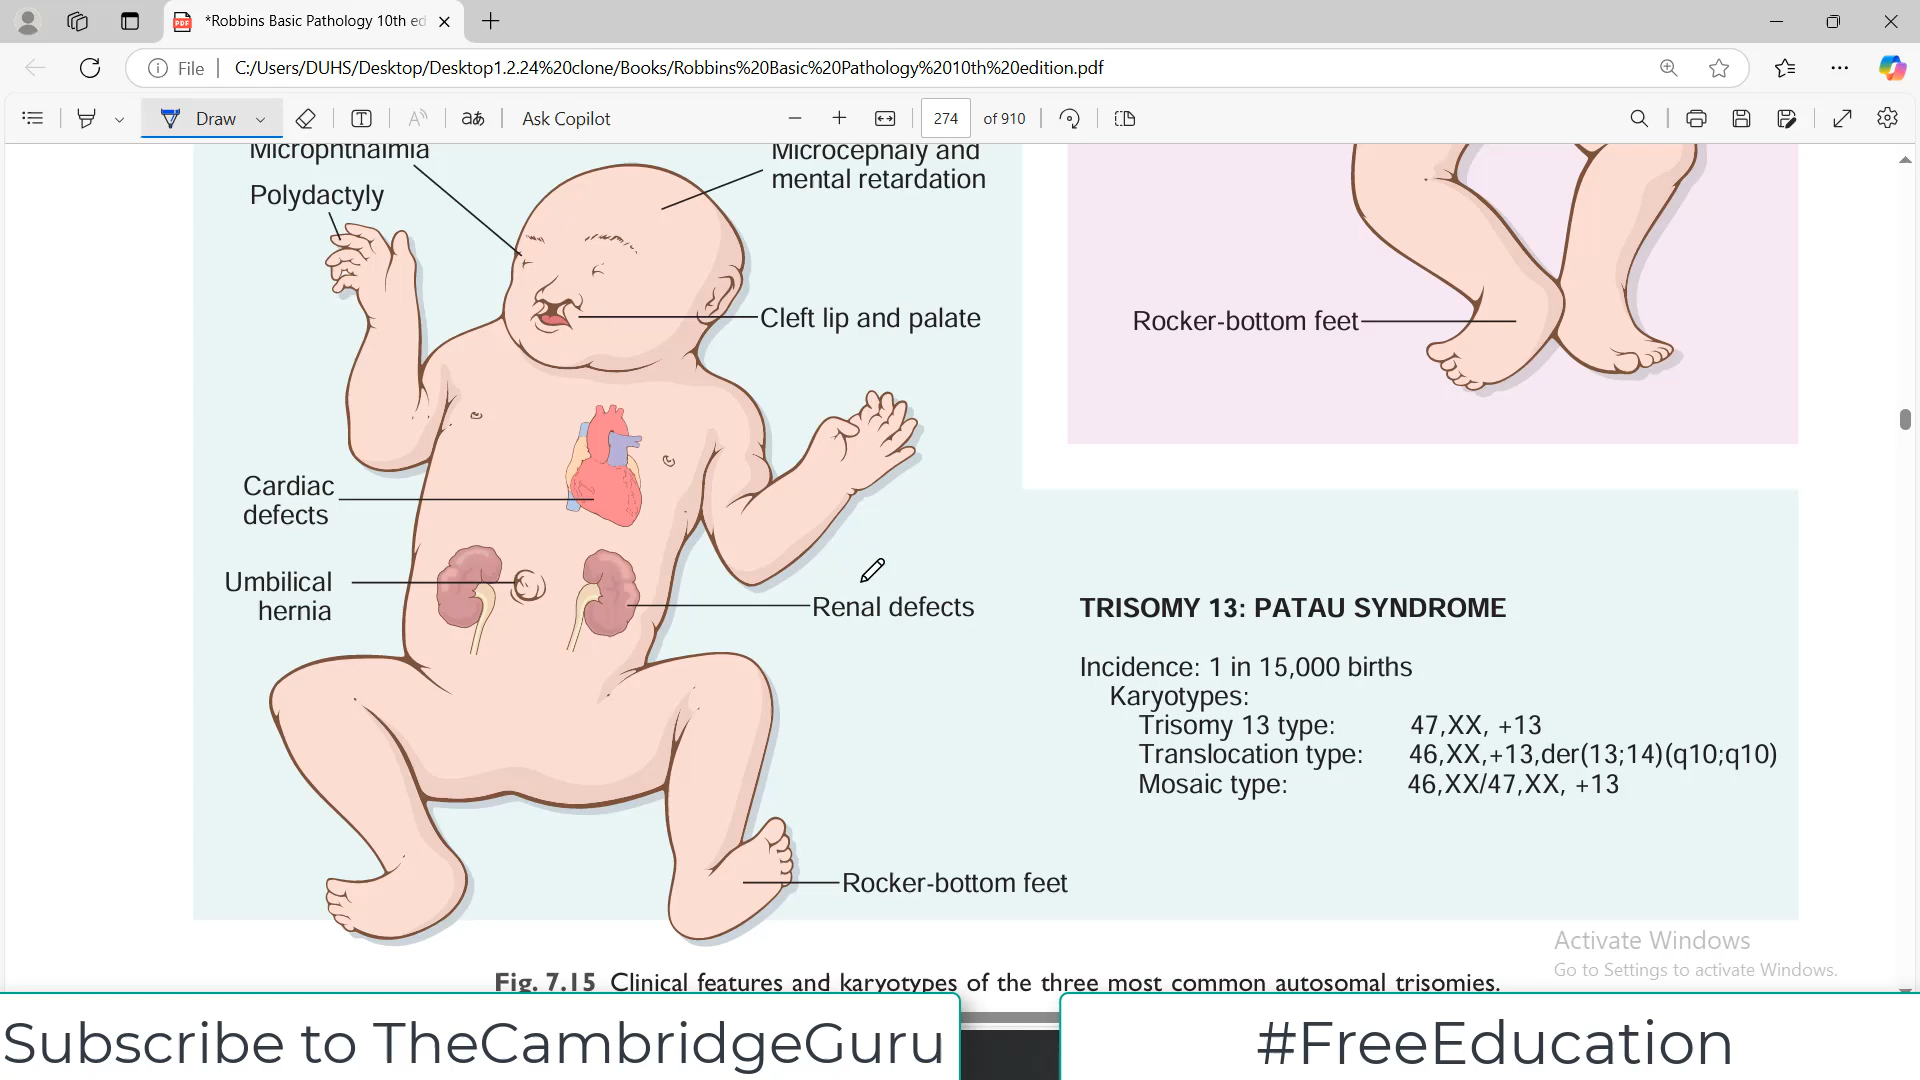 *Robbins Basic Pathology 10th ed
File
C:/Users/DUHS/Desktop/Desktop1.2.24%20clone/Books/Robbins%20Basic%20Pathology%2010th%20edition.pdf
Draw
Ask Copilot
274 of 910
Microphthalmia
Polydactyly
Microcephaly and
mental retardation
Cleft lip and palate
Rocker-bottom feet
Cardiac
defects
Umbilical
hernia
Renal defects
TRISOMY 13: PATAU SYNDROME
Incidence: 1 in 15,000 births
Karyotypes:
Trisomy 13 type: 47,XX, +13
Translocation type: 46,XX,+13,der(13;14)(q10;q10)
Mosaic type: 46,XX/47,XX, +13
Rocker-bottom feet
Activate Windows
Go to Settings to activate Windows.
Fig. 7.15 Clinical features and karyotypes of the three most common autosomal trisomies.
Subscribe to TheCambridgeGuru
#FreeEducation